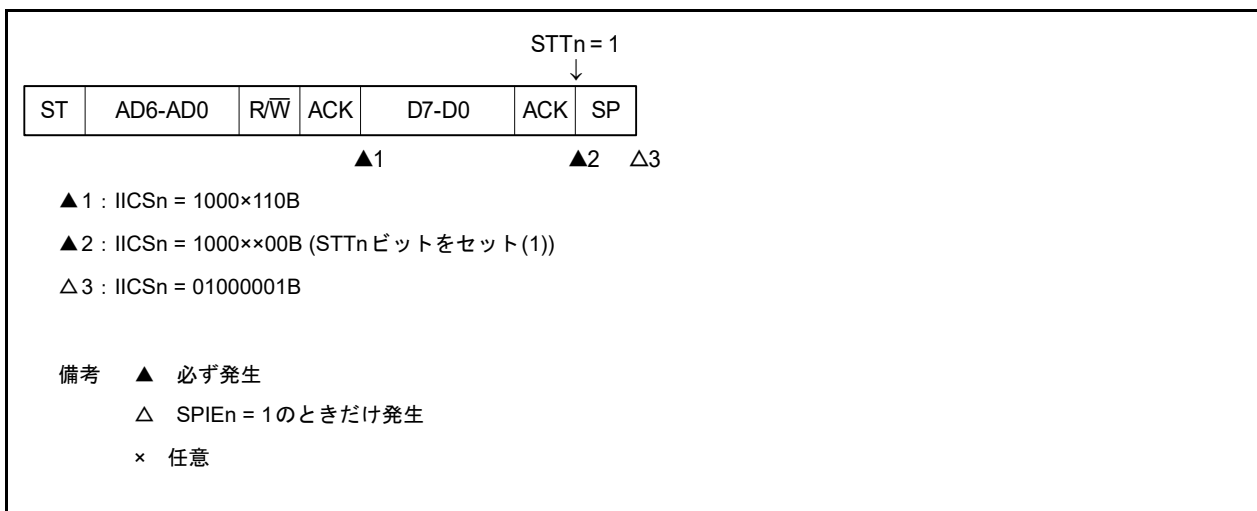 STTn = 1
↓
ST AD6-AD0 R/W̅ ACK D7-D0 ACK SP
▲1 ▲2 △3
▲1：IICSn = 1000×110B
▲2：IICSn = 1000××00B (STTnビットをセット(1))
△3：IICSn = 01000001B
備考 ▲ 必ず発生
△ SPIEn = 1のときだけ発生
× 任意